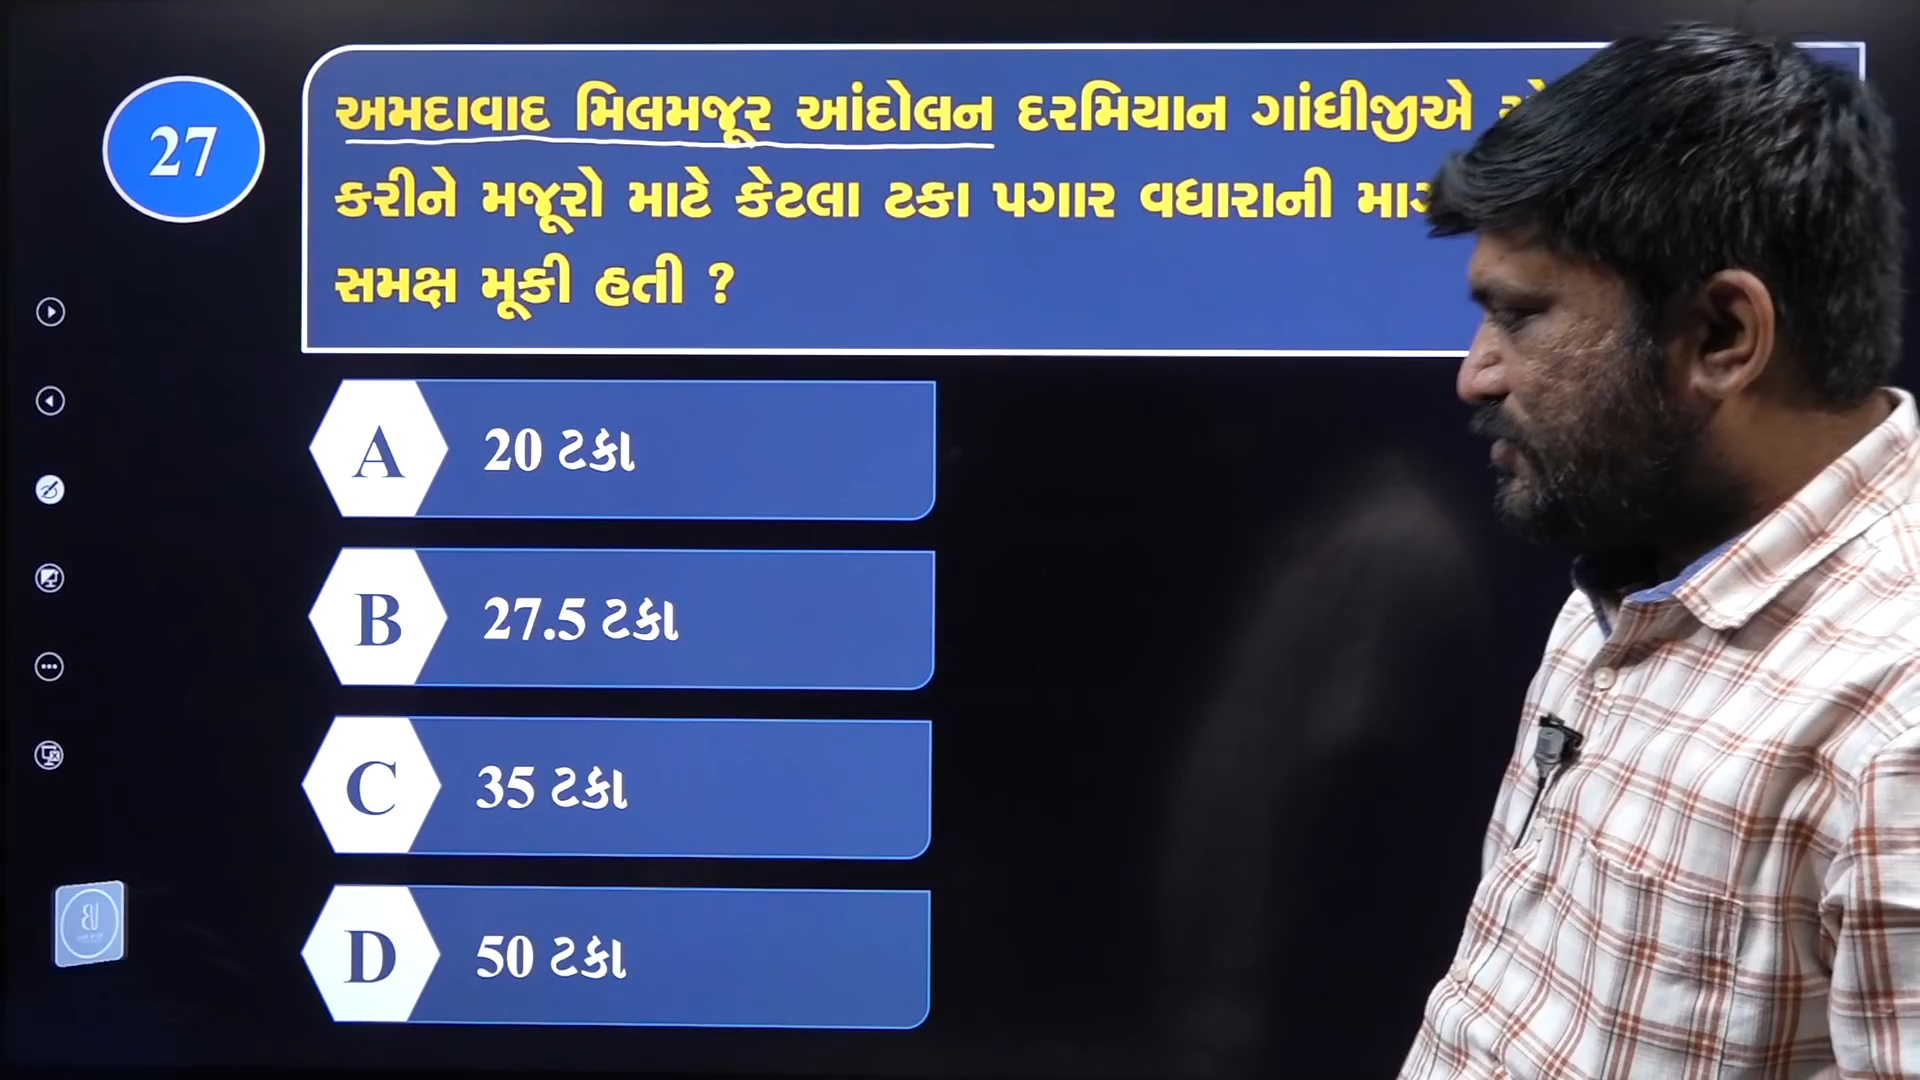 27
અમદાવાદ મિલમજૂર આંદોલન દરમિયાન ગાંધીજીએ
કરીને મજૂરો માટે કેટલા ટકા પગાર વધારાની
સમક્ષ મૂકી હતી ?
A 20 ટકા
B 27.5 ટકા
C 35 ટકા
D 50 ટકા